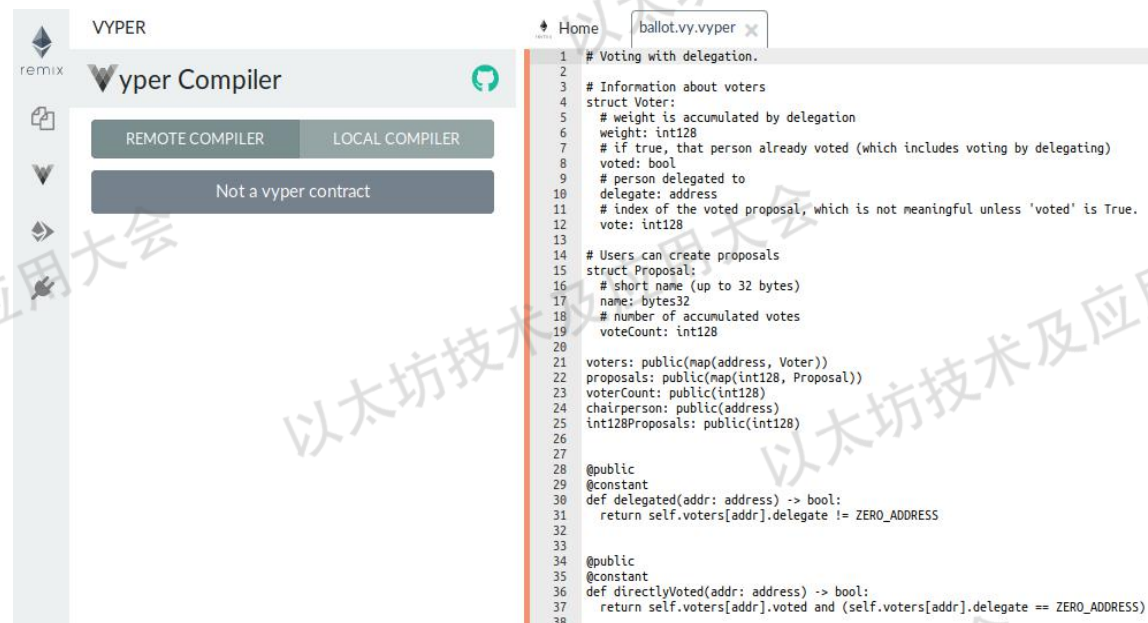 VYPER
remix
Vyper Compiler
REMOTE COMPILER
LOCAL COMPILER
Not a vyper contract
Home
ballot.vy.vyper
1 # Voting with delegation.
2
3 # Information about voters
4 struct Voter:
5 # weight is accumulated by delegation
6 weight: int128
7 # if true, that person already voted (which includes voting by delegating)
8 voted: bool
9 # person delegated to
10 delegate: address
11 # index of the voted proposal, which is not meaningful unless 'voted' is True.
12 vote: int128
13
14 # Users can create proposals
15 struct Proposal:
16 # short name (up to 32 bytes)
17 name: bytes32
18 # number of accumulated votes
19 voteCount: int128
20
21 voters: public(map(address, Voter))
22 proposals: public(map(int128, Proposal))
23 voterCount: public(int128)
24 chairperson: public(address)
25 int128Proposals: public(int128)
26
27
28 @public
29 @constant
30 def delegated(addr: address) -> bool:
31 return self.voters[addr].delegate != ZERO_ADDRESS
32
33
34 @public
35 @constant
36 def directlyVoted(addr: address) -> bool:
37 return self.voters[addr].voted and (self.voters[addr].delegate == ZERO_ADDRESS)
38
应用大会
以太坊技术及应用大会
以太坊技术及应用
以太